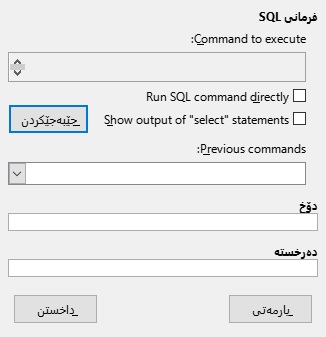 فرمانی SQL
Command to execute:
Run SQL command directly
Show output of "select" statements
جێبەجێکردن
Previous commands:
دۆخ
دەرخستە
یارمەتی
داخستن